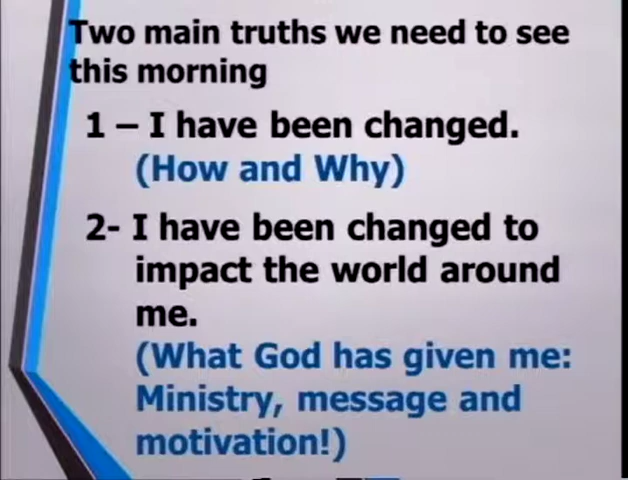 Two main truths we need to see
this morning
1 – I have been changed.
(How and Why)
2- I have been changed to
impact the world around
me.
(What God has given me:
Ministry, message and
motivation!)